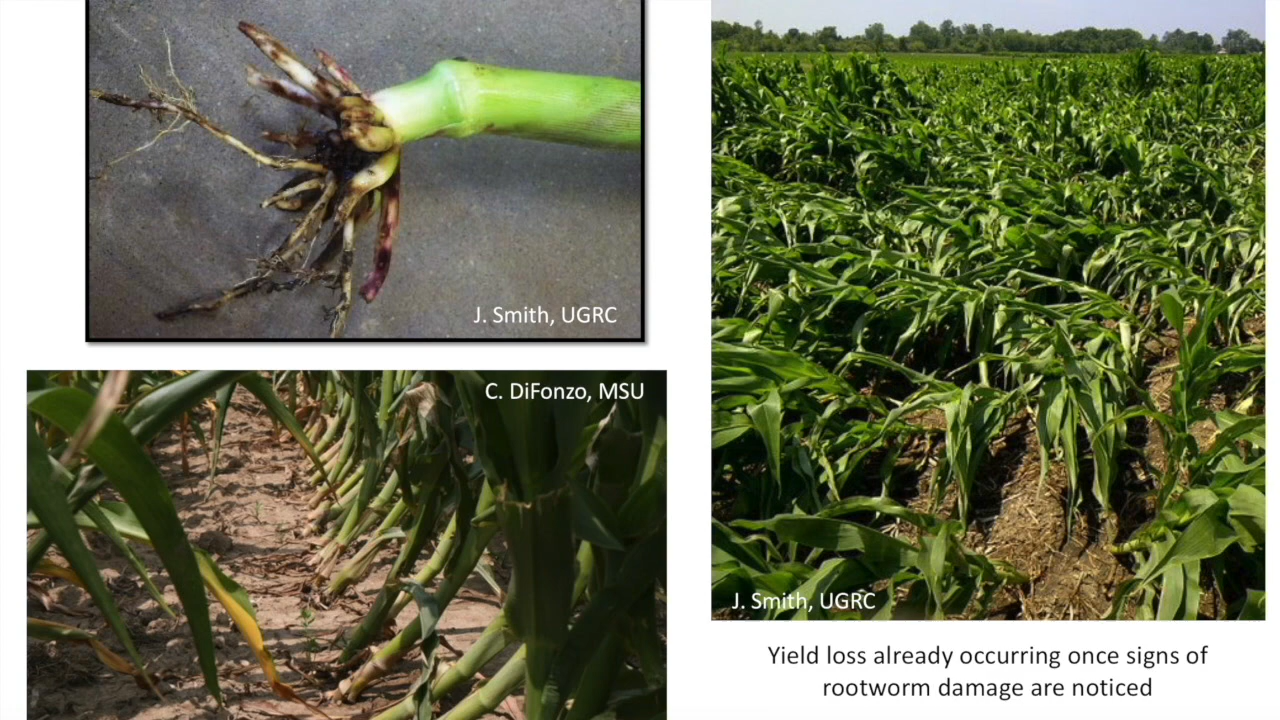 J. Smith, UGRC
C. DiFonzo, MSU
J. Smith, UGRC
Yield loss already occurring once signs of
rootworm damage are noticed